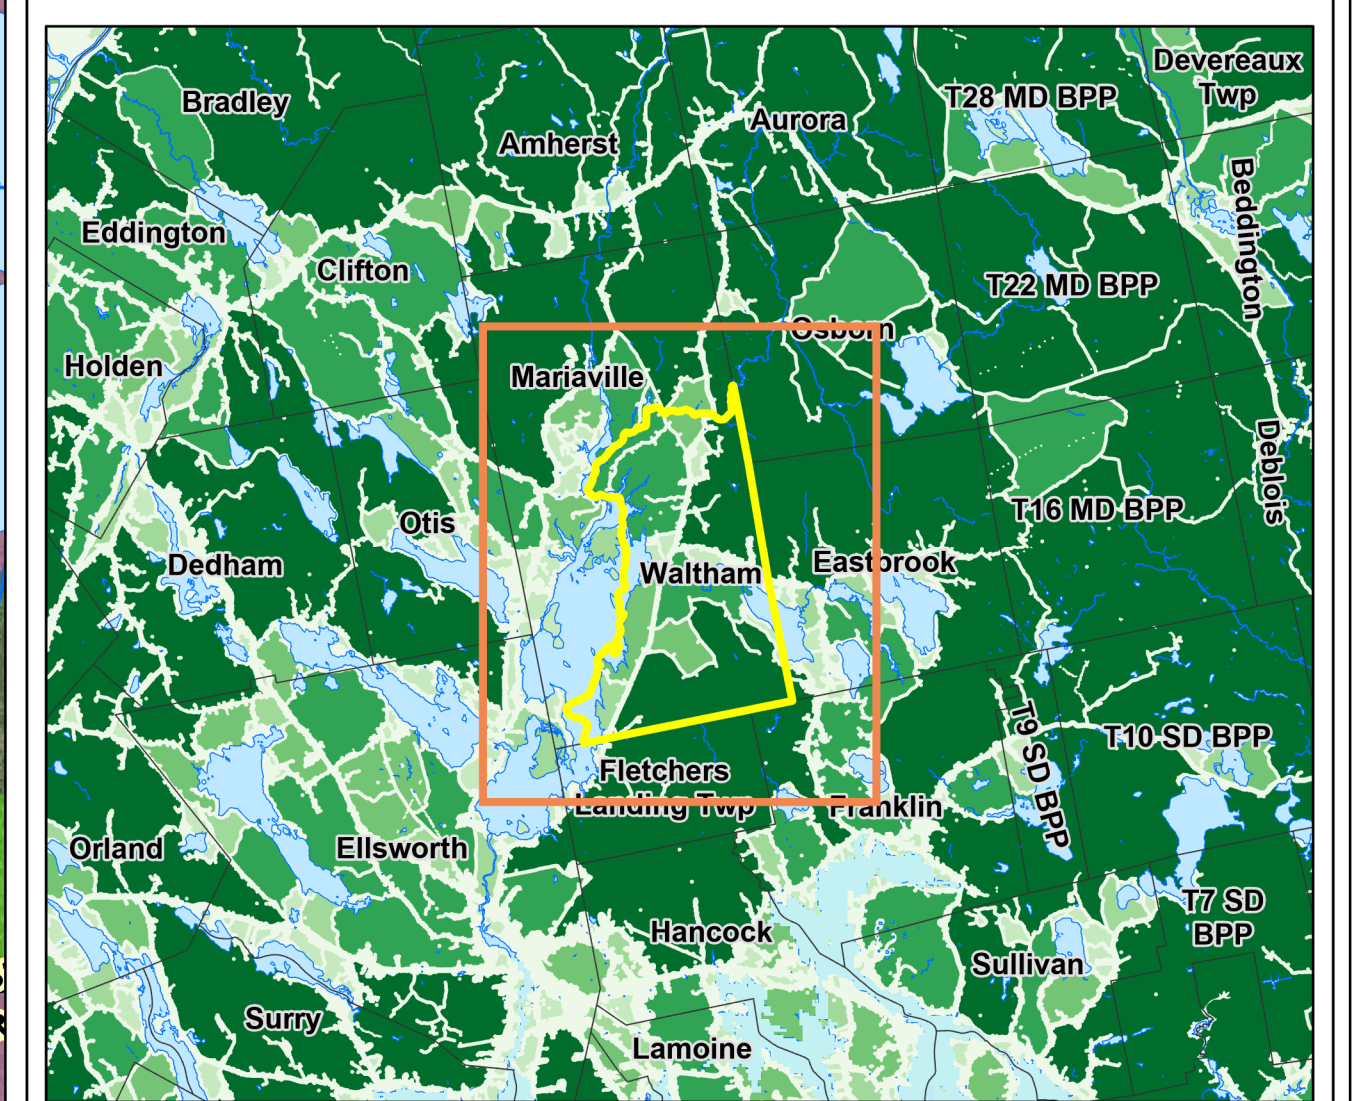 Devereaux
Twp
Bradley
T28 MD BPP
Aurora
Amherst
Beddington
Eddington
Clifton
T22 MD BPP
Osborn
Holden
Mariaville
Deblois
T16 MD BPP
Otis
Dedham
Waltham
Eastbrook
T9 SD BPP
T10 SD BPP
Fletchers
Landing Twp
Franklin
Orland
Ellsworth
T7 SD
BPP
Hancock
Sullivan
Surry
Lamoine